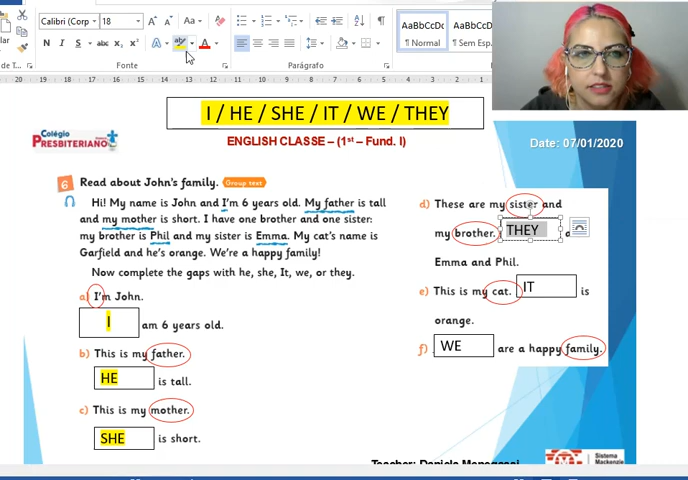 Calibri (Corp
18
Aa
N I S abc x₂ x²
Fonte
Parágrafo
AaBbCcDc
¶ Normal
AaBbCcDc
¶ Sem Esp.
I / HE / SHE / IT / WE / THEY
Colégio
PRESBITERIANO
ENGLISH CLASSE – (1st – Fund. I)
Date: 07/01/2020
6 Read about John's family. Group text
Hi! My name is John and I'm 6 years old. My father is tall
and my mother is short. I have one brother and one sister:
my brother is Phil and my sister is Emma. My cat's name is
Garfield and he's orange. We're a happy family!
Now complete the gaps with he, she, It, we, or they.
a) I'm John.
I am 6 years old.
b) This is my father.
HE is tall.
c) This is my mother.
SHE is short.
d) These are my sister and
my brother. THEY
Emma and Phil.
e) This is my cat. IT is
orange.
f) WE are a happy family.
Sistema
Mackenzie